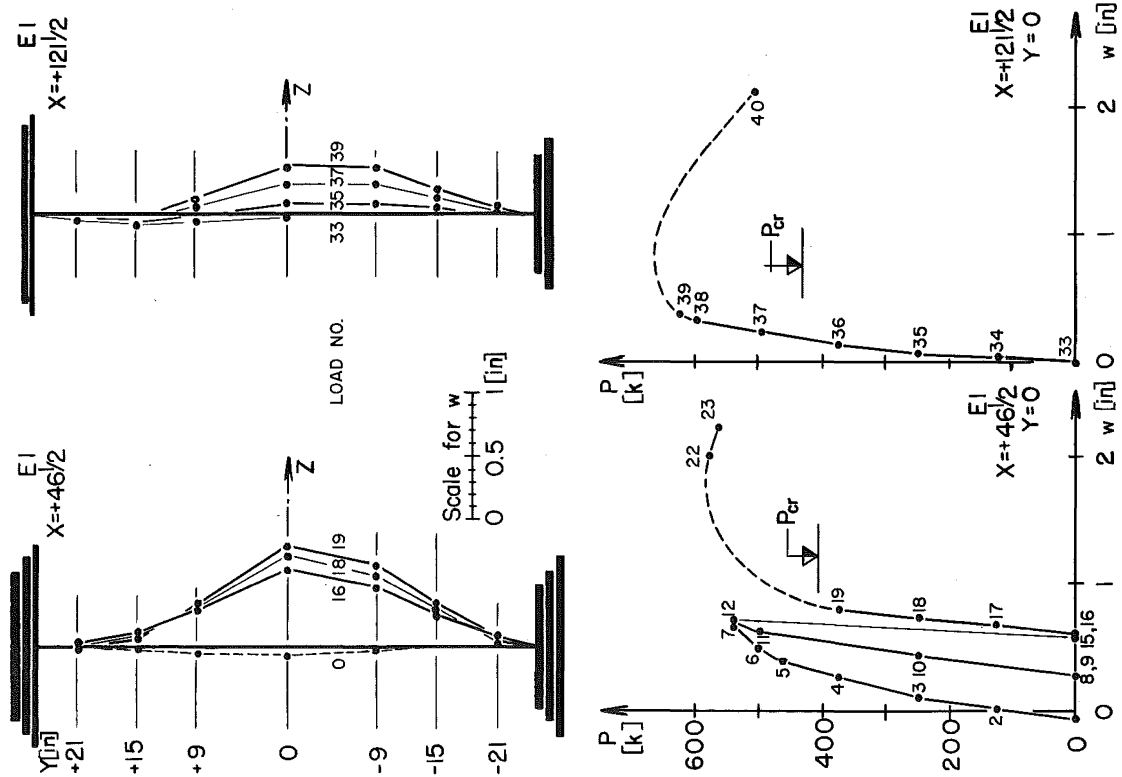 E1
X=+46 1/2
E1
X=+121 1/2
Y[in]
+21
+15
+9
0
-9
-15
-21
Z
0
16 18 19
Z
33 35 37 39
LOAD NO.
Scale for w
0 0.5 1 [in]
P
[k]
600
400
200
0
0 1 2 w [in]
2
3
4
5
6
7
8,9
10
11
12
15,16
17
18
19
22
23
Pcr
E1
X=+46 1/2
Y=0
P
[k]
0 1 2 w [in]
33
34
35
36
37
38
39
40
Pcr
E1
X=+121 1/2
Y=0